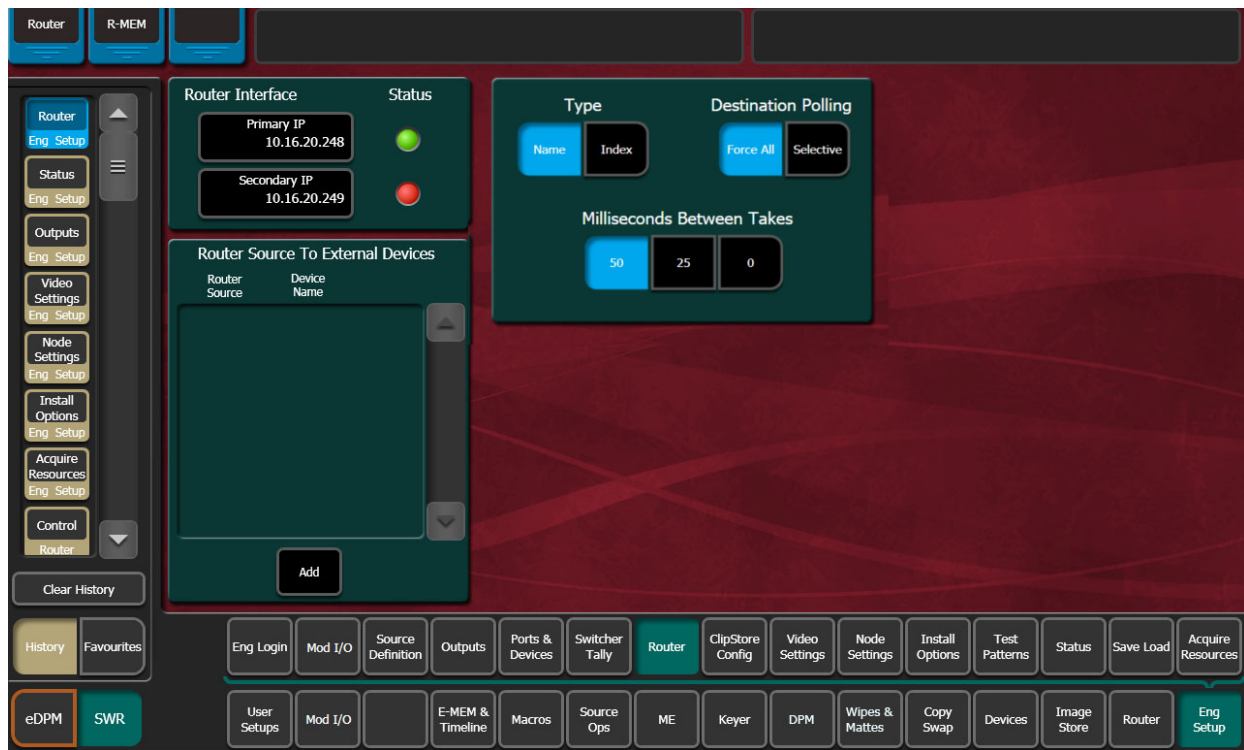 Router
R-MEM
Router
Eng Setup
Status
Eng Setup
Outputs
Eng Setup
Video
Settings
Eng Setup
Node
Settings
Eng Setup
Install
Options
Eng Setup
Acquire
Resources
Eng Setup
Control
Router
Clear History
History
Favourites
eDPM
SWR
Router Interface
Status
Primary IP
10.16.20.248
Secondary IP
10.16.20.249
Router Source To External Devices
Router
Source
Device
Name
Add
Type
Name
Index
Destination Polling
Force All
Selective
Milliseconds Between Takes
50
25
0
Eng Login
Mod I/O
Source
Definition
Outputs
Ports &
Devices
Switcher
Tally
Router
ClipStore
Config
Video
Settings
Node
Settings
Install
Options
Test
Patterns
Status
Save Load
Acquire
Resources
User
Setups
Mod I/O
E-MEM &
Timeline
Macros
Source
Ops
ME
Keyer
DPM
Wipes &
Mattes
Copy
Swap
Devices
Image
Store
Router
Eng
Setup